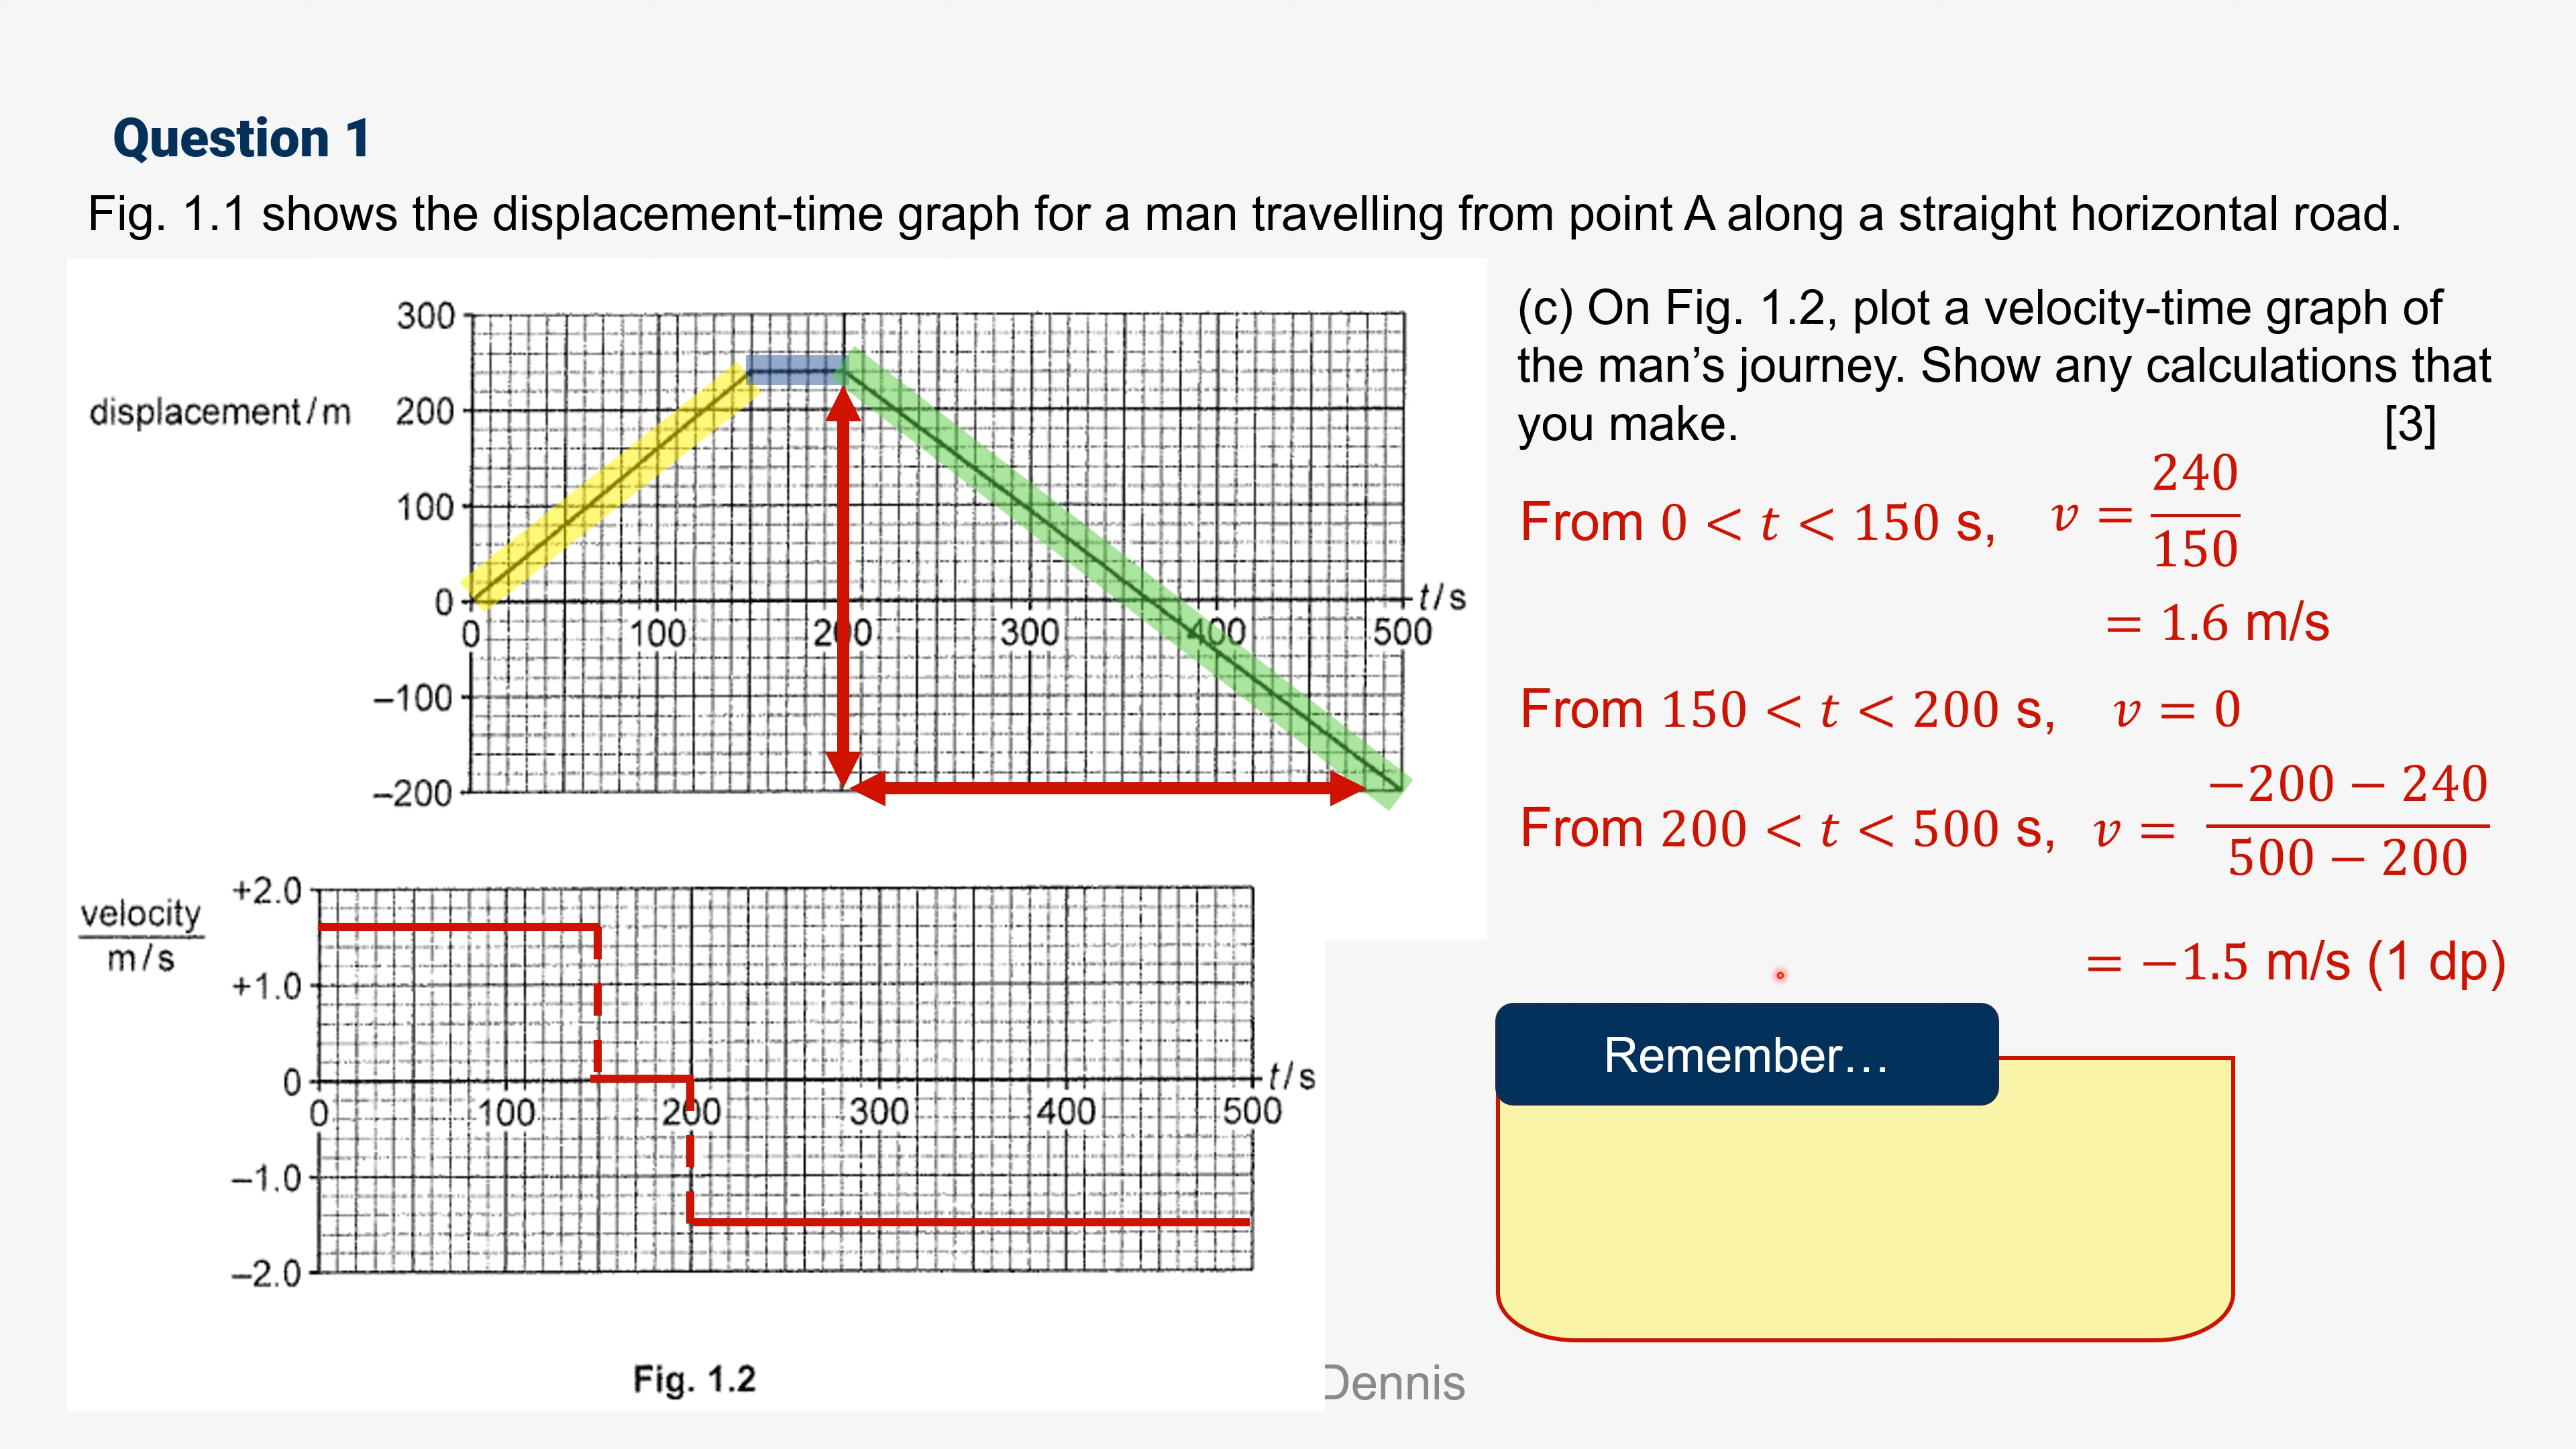 Question 1
Fig. 1.1 shows the displacement-time graph for a man travelling from point A along a straight horizontal road.
300
displacement/m 200
100
0
t/s
0 100 200 300 400 500
−100
−200
velocity
m/s
+2.0
+1.0
0
t/s
0 100 200 300 400 500
−1.0
−2.0
Fig. 1.2
(c) On Fig. 1.2, plot a velocity-time graph of
the man’s journey. Show any calculations that
you make. [3]
From 0 < t < 150 s, v = 240/150
= 1.6 m/s
From 150 < t < 200 s, v = 0
From 200 < t < 500 s, v = −200 − 240/500 − 200
= −1.5 m/s (1 dp)
Remember…
Dennis